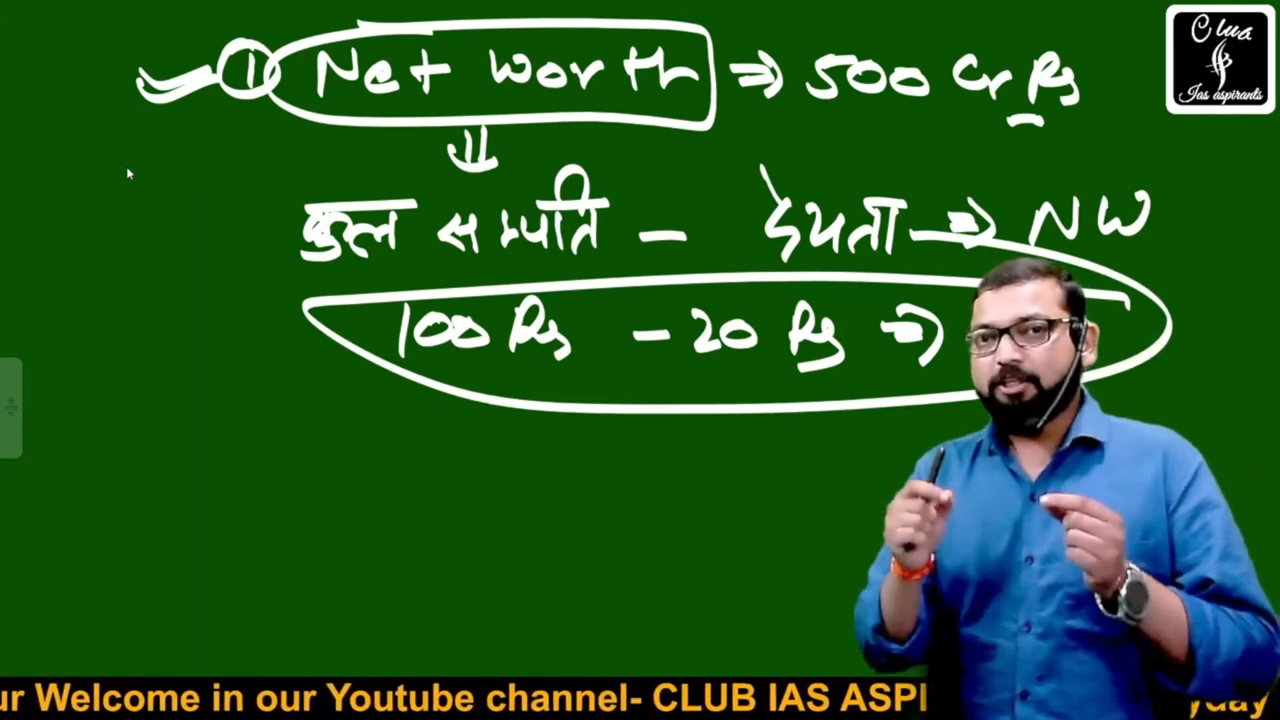 ① Net worth ⇒ 500 Cr Rs
⇓
कुल सम्पति - देयता ⇒ NW
100 Rs - 20 Rs ⇒
Club
Ias aspirants
ur Welcome in our Youtube channel- CLUB IAS ASPI yday